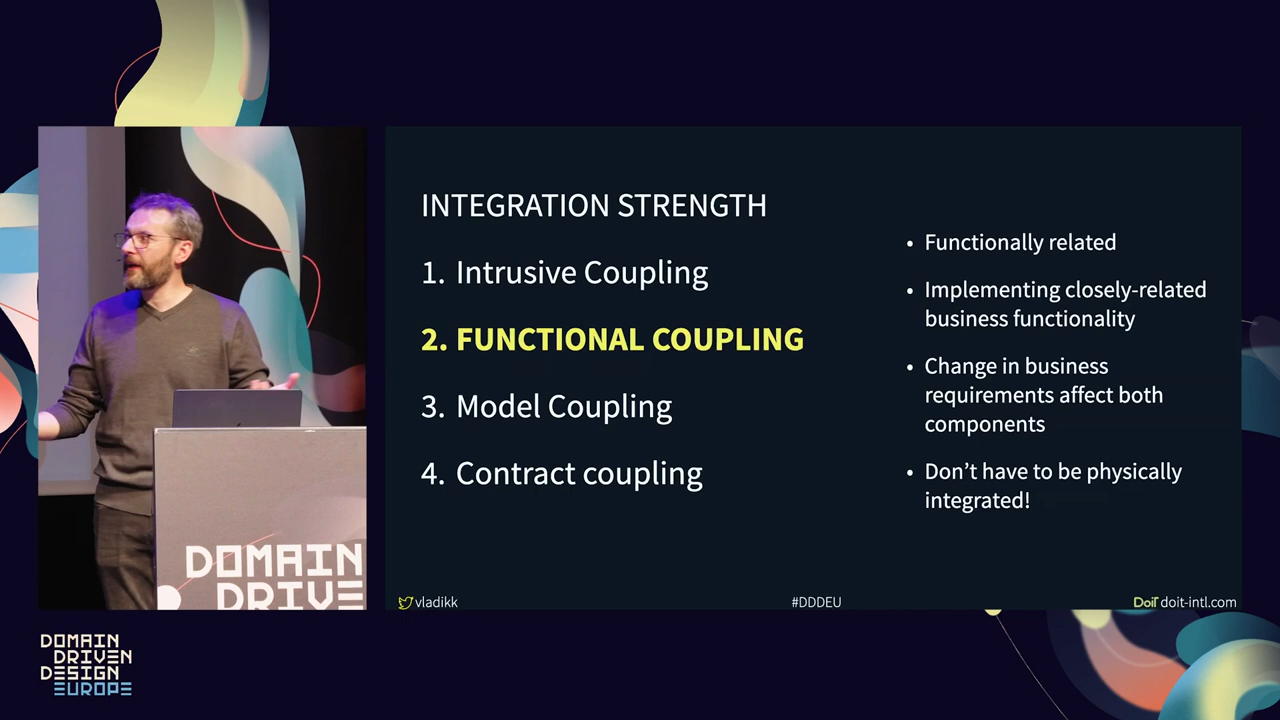 INTEGRATION STRENGTH
1. Intrusive Coupling
2. FUNCTIONAL COUPLING
3. Model Coupling
4. Contract coupling
• Functionally related
• Implementing closely-related
business functionality
• Change in business
requirements affect both
components
• Don't have to be physically
integrated!
vladikk
#DDDEU
DoiT doit-intl.com
DOMAIN
DRIVE
DOMAIN
DRIVEN
DESIGN
EUROPE